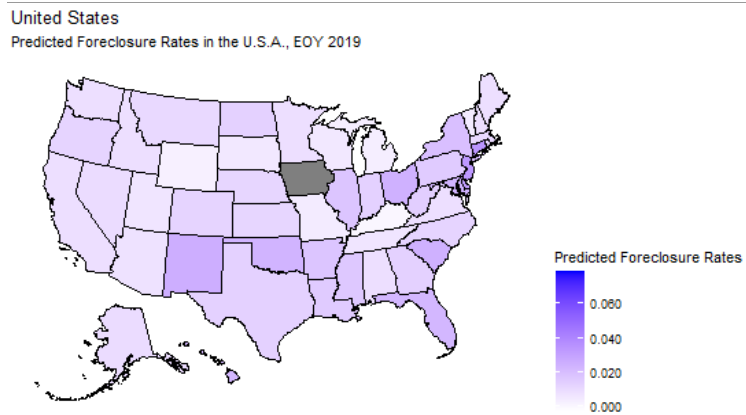 United States
Predicted Foreclosure Rates in the U.S.A., EOY 2019
Predicted Foreclosure Rates
0.060
0.040
0.020
0.000